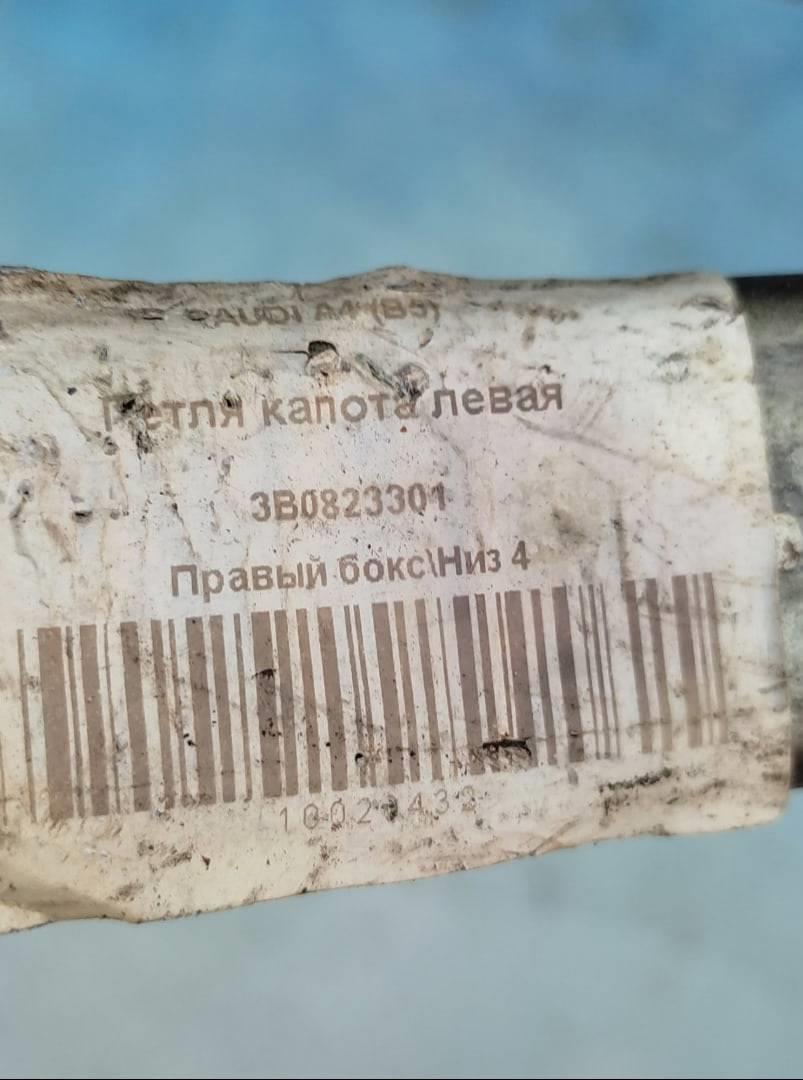 AUDI A4 (B5)
Петля капота левая
3B0823301
Правый бокс\Низ 4